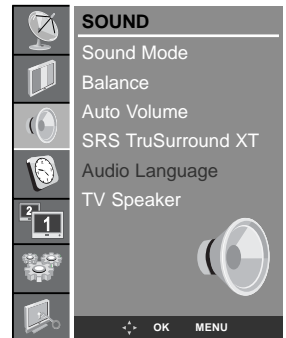 SOUND
Sound Mode
Balance
Auto Volume
SRS TruSurround XT
Audio Language
TV Speaker
2
1
OK MENU